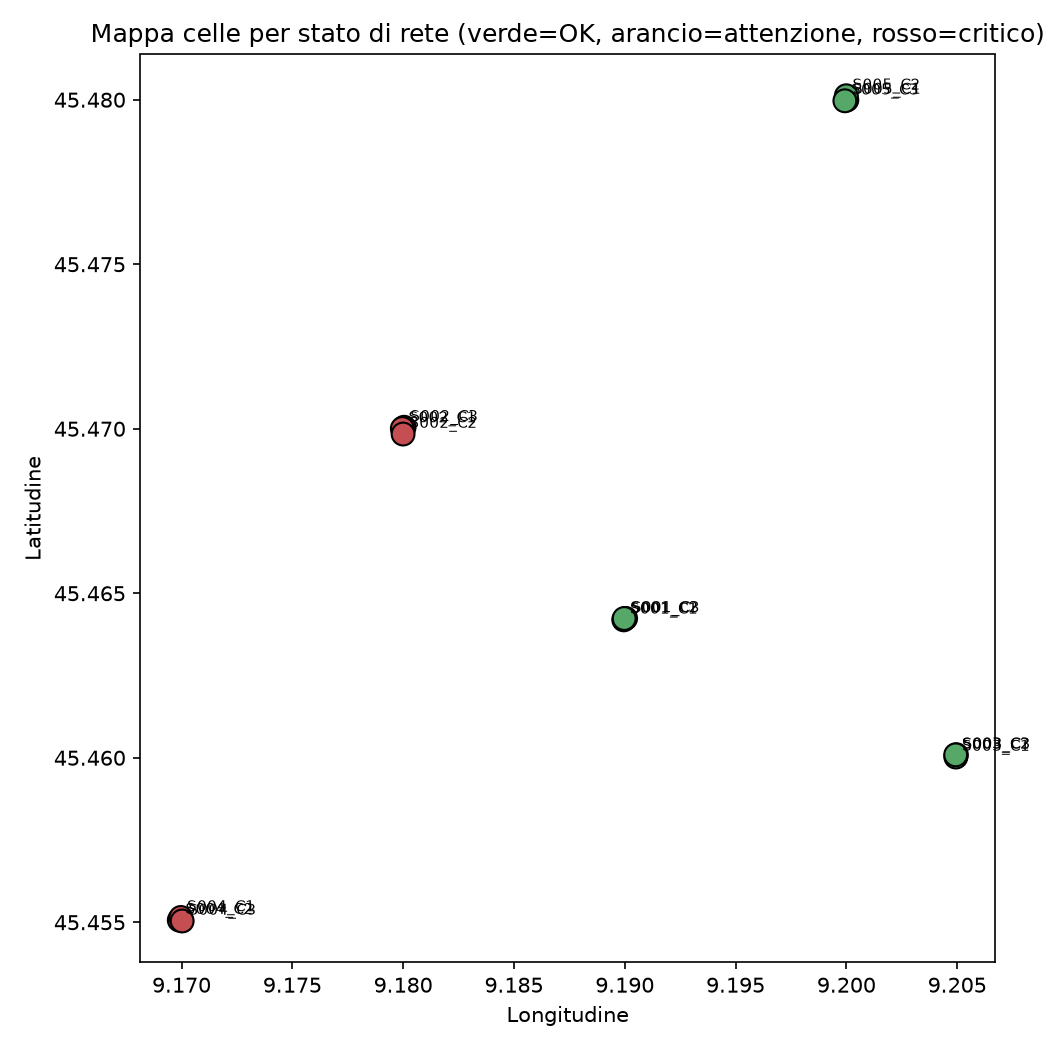 Mappa celle per stato di rete (verde=OK, arancio=attenzione, rosso=critico)
45.480
S005_C2
45.475
S002_C3
45.470
S002_C2
Latitudine
45.465
45.460
S004_C1
45.455
9.170 9.175 9.180 9.185 9.190 9.195 9.200 9.205
Longitudine